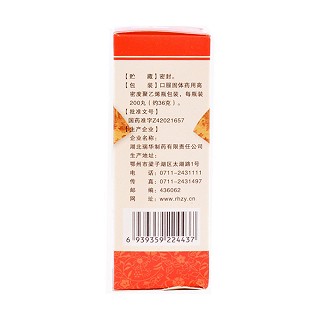 【贮　　藏】密封。
【包　　装】口服固体药用高
密度聚乙烯瓶包装，每瓶装
200丸（约36克）。
【批准文号】
国药准字Z42021657
【生产企业】
企业名称：
湖北瑞华制药有限责任公司
生产地址：
鄂州市梁子湖区太湖路1号
电　　话：0711-2431111
传　　真：0711-2431497
邮　　编：436062
网　　址：www.rhzy.cn
6 939359 224437